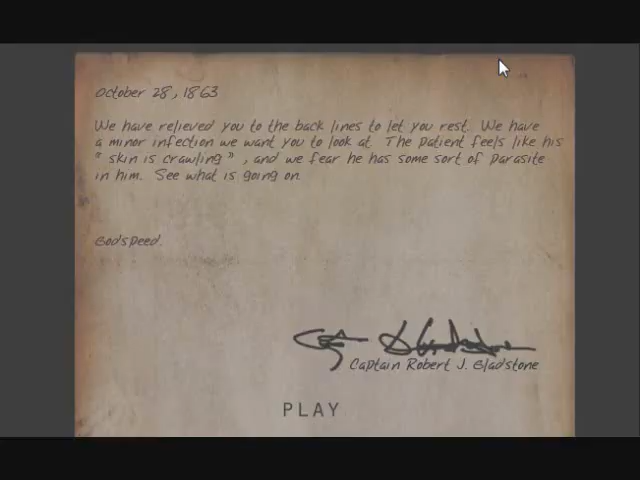 October 28, 1863
We have relieved you to the back lines to let you rest. We have
a minor infection we want you to look at. The patient feels like his
"skin is crawling", and we fear he has some sort of parasite
in him. See what is going on.
Godspeed.
Captain Robert J. Gladstone
PLAY